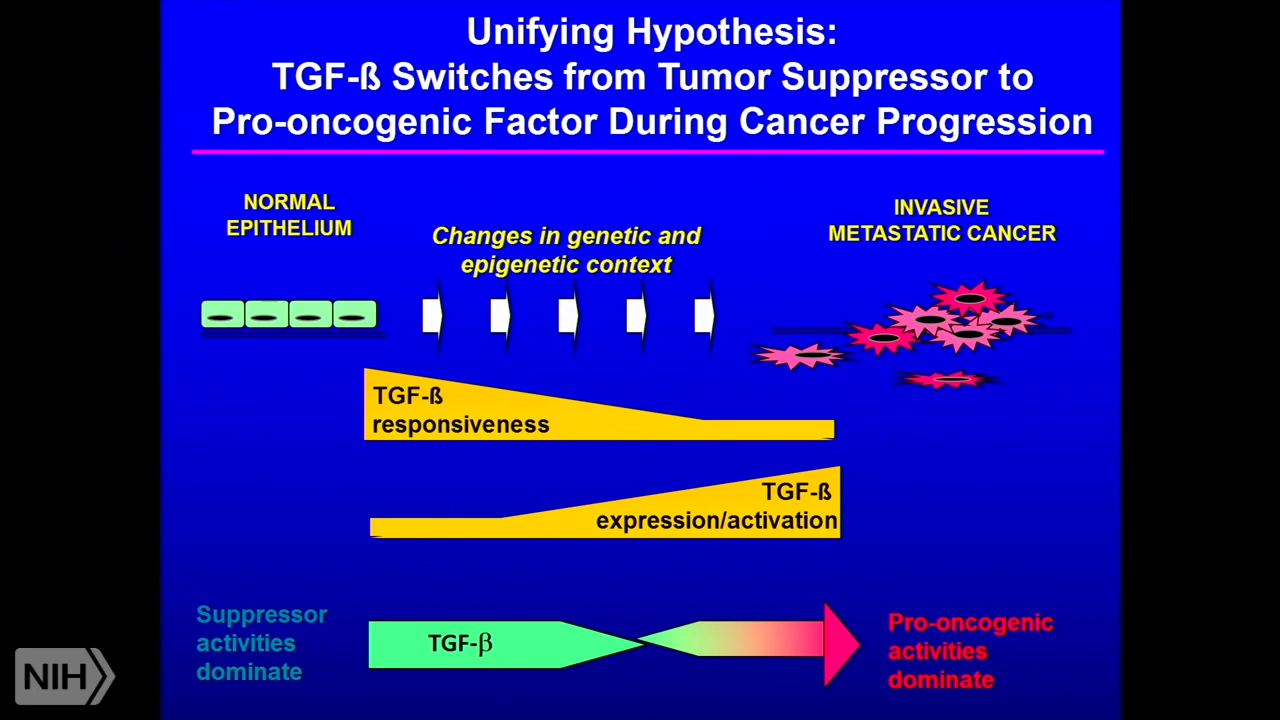 Unifying Hypothesis:
TGF-ß Switches from Tumor Suppressor to
Pro-oncogenic Factor During Cancer Progression
NORMAL
EPITHELIUM
Changes in genetic and
epigenetic context
INVASIVE
METASTATIC CANCER
TGF-ß
responsiveness
TGF-ß
expression/activation
Suppressor
activities
dominate
TGF-β
Pro-oncogenic
activities
dominate
NIH